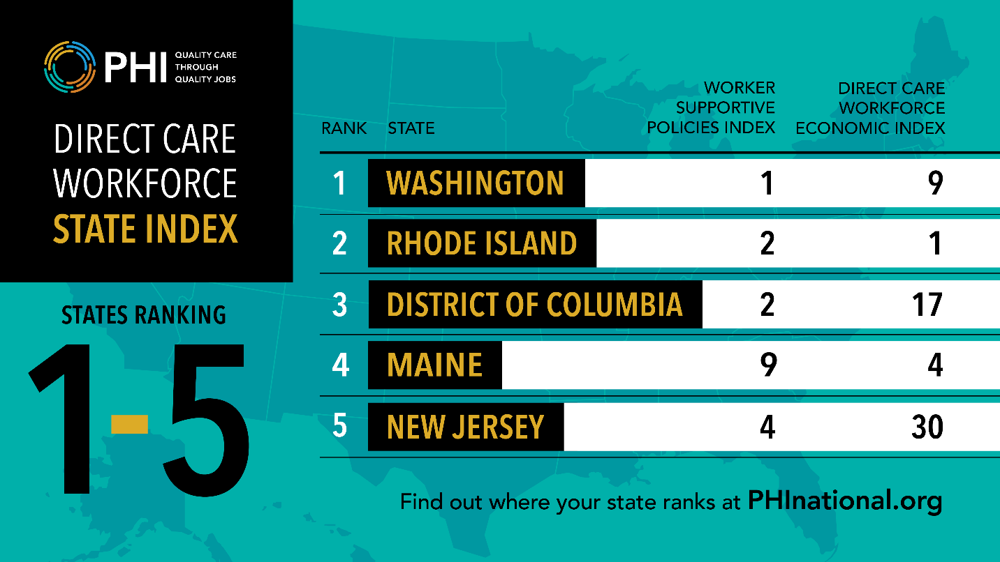 PHI
QUALITY CARE
THROUGH
QUALITY JOBS
DIRECT CARE
WORKFORCE
STATE INDEX
STATES RANKING
1-5
RANK STATE WORKER SUPPORTIVE POLICIES INDEX DIRECT CARE WORKFORCE ECONOMIC INDEX
1 WASHINGTON 1 9
2 RHODE ISLAND 2 1
3 DISTRICT OF COLUMBIA 2 17
4 MAINE 9 4
5 NEW JERSEY 4 30
Find out where your state ranks at PHInational.org